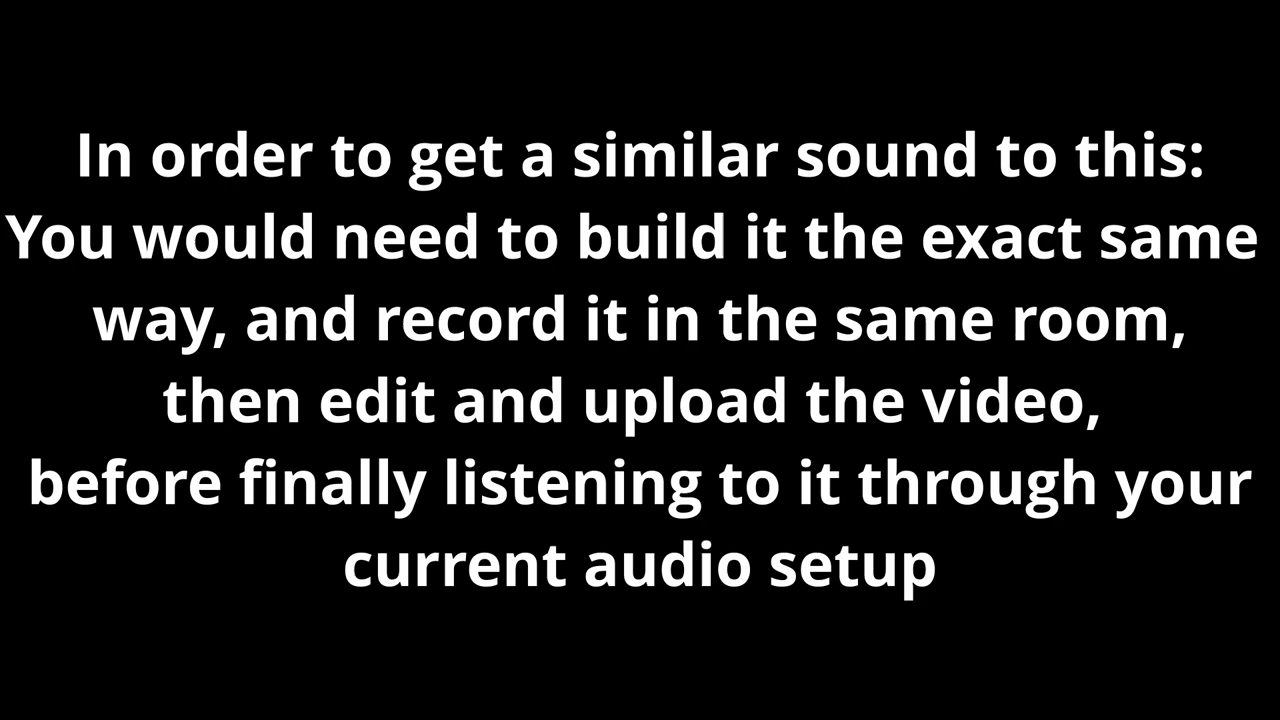 In order to get a similar sound to this:
You would need to build it the exact same
way, and record it in the same room,
then edit and upload the video,
before finally listening to it through your
current audio setup